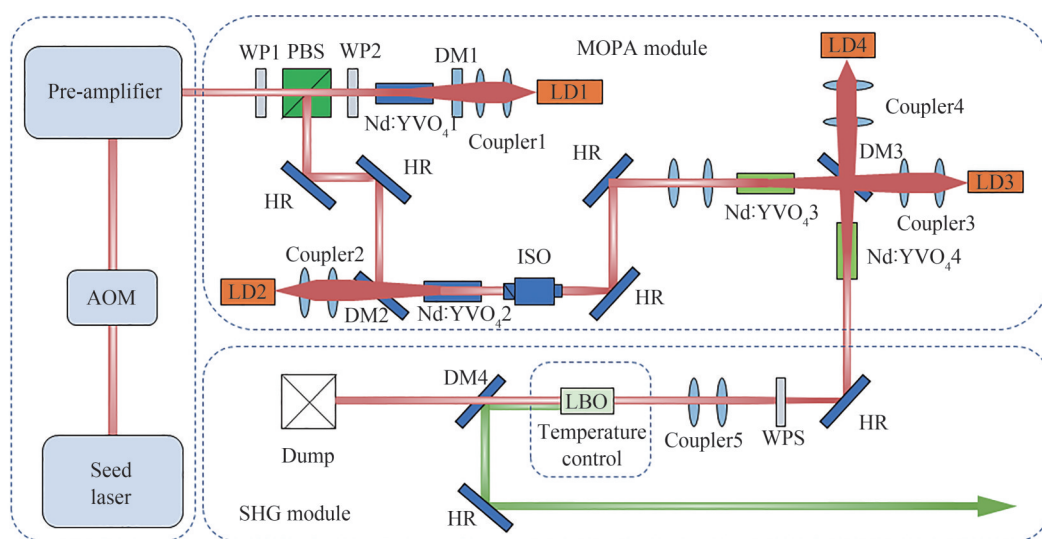 Pre-amplifier
AOM
Seed
laser
MOPA module
WP1
PBS
WP2
DM1
LD1
Nd:YVO₄1
Coupler1
HR
HR
Coupler2
LD2
DM2
Nd:YVO₄2
ISO
HR
HR
Nd:YVO₄3
LD4
Coupler4
DM3
LD3
Coupler3
Nd:YVO₄4
DM4
LBO
Temperature
control
Coupler5
WPS
HR
Dump
HR
SHG module